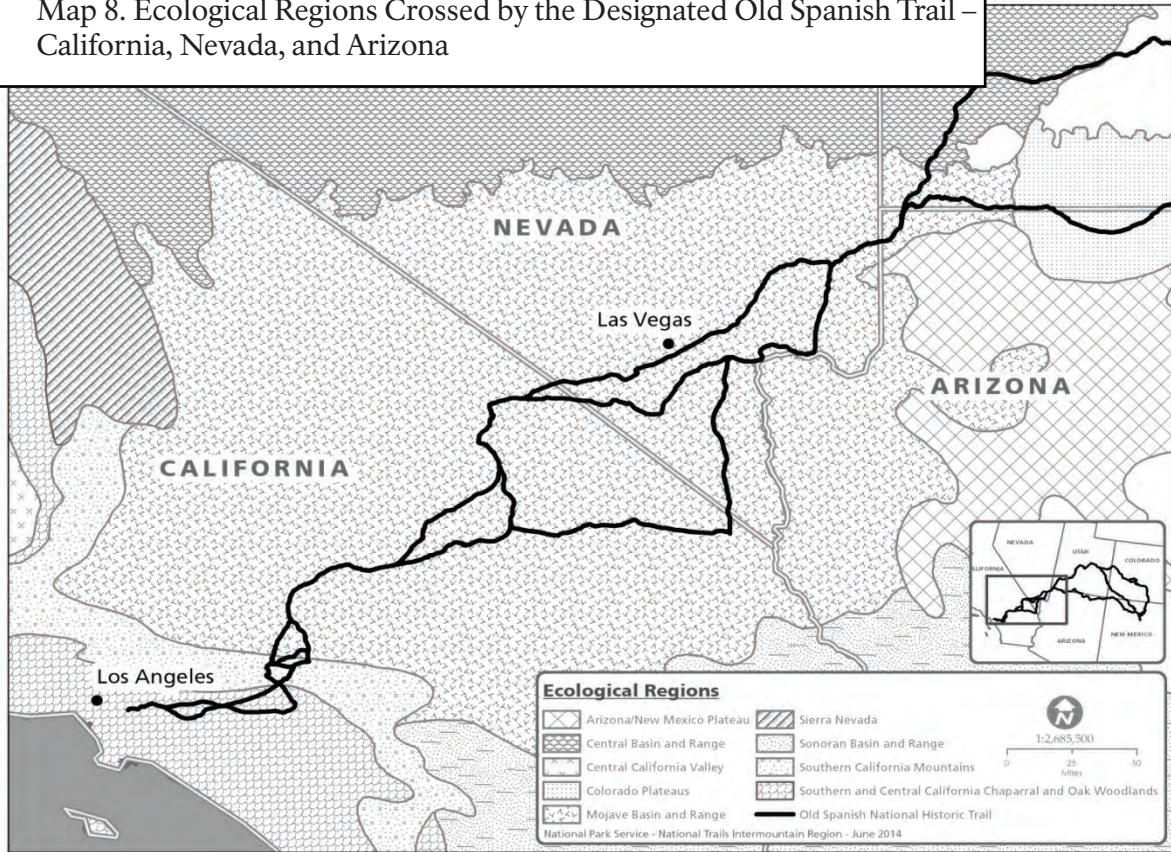 Map 8. Ecological Regions Crossed by the Designated Old Spanish Trail –
California, Nevada, and Arizona
NEVADA
Las Vegas
ARIZONA
CALIFORNIA
Los Angeles
NEVADA
UTAH
COLORADO
ALIFORNIA
ARIZONA
NEW MEXICO
Ecological Regions
Arizona/New Mexico Plateau
Central Basin and Range
Central California Valley
Colorado Plateaus
Mojave Basin and Range
Sierra Nevada
Sonoran Basin and Range
Southern California Mountains
Southern and Central California Chaparral and Oak Woodlands
Old Spanish National Historic Trail
N
1:2,685,500
0 25 50
Miles
National Park Service - National Trails Intermountain Region - June 2014